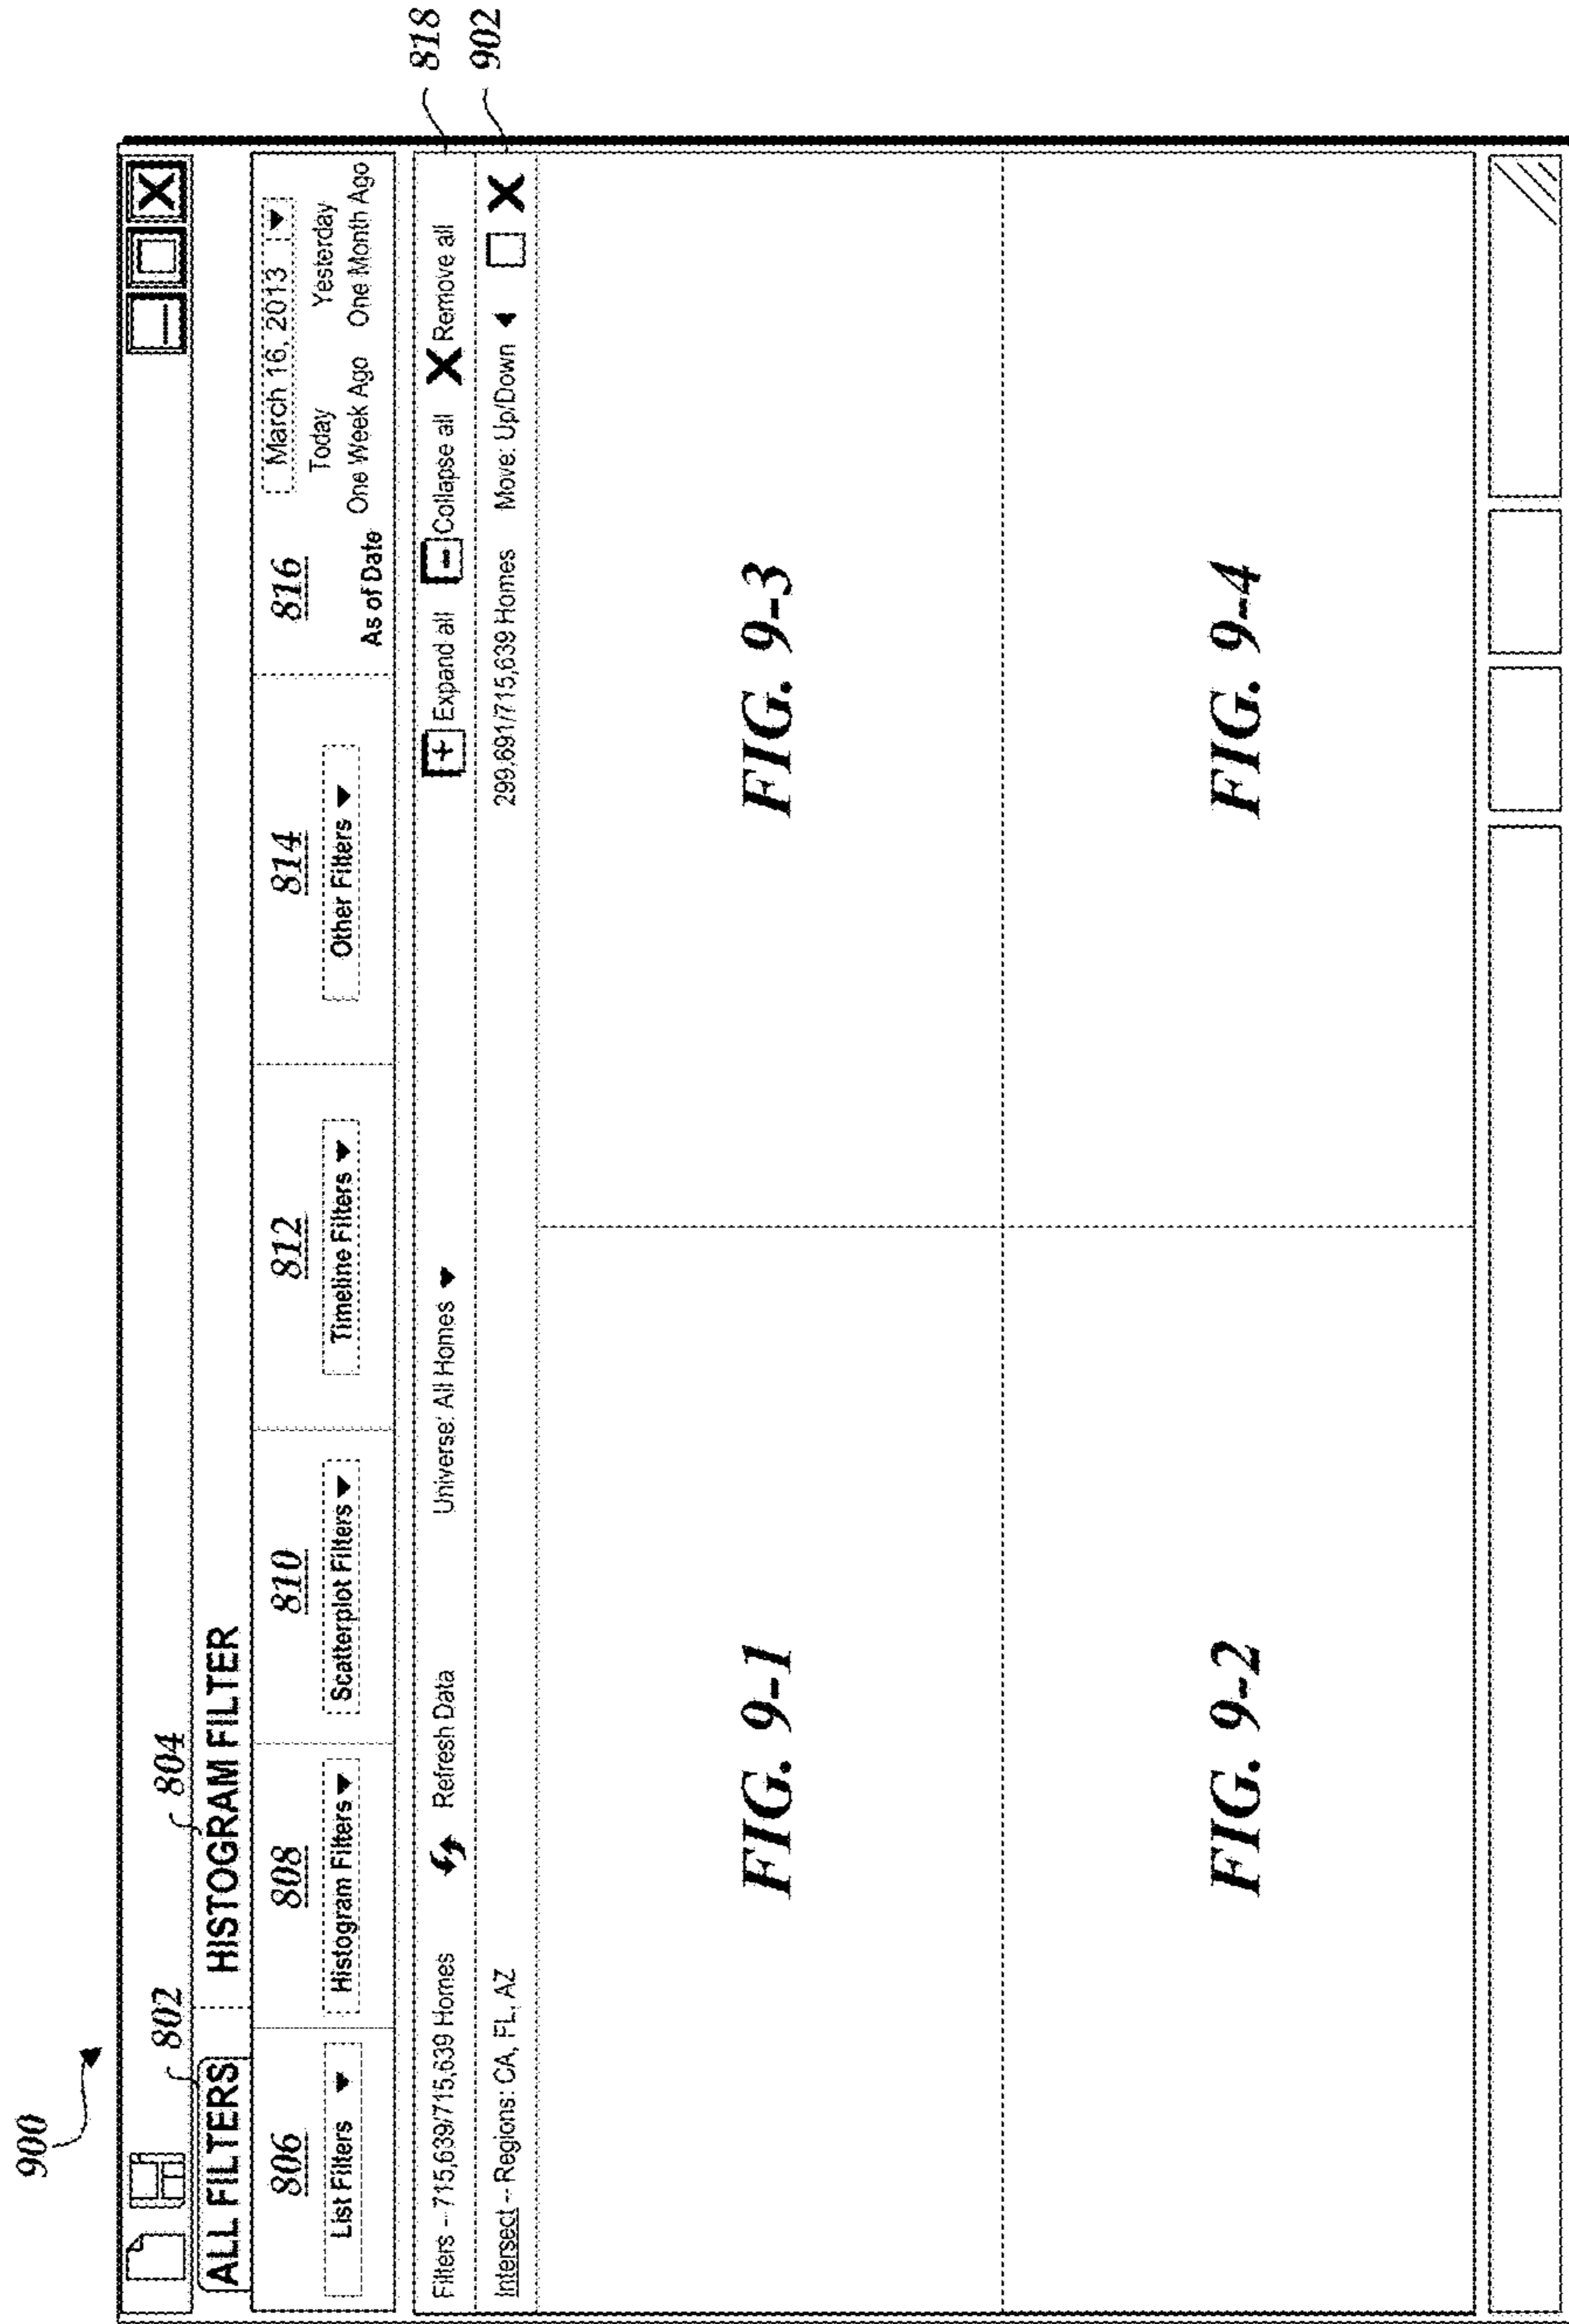 900
802
804
ALL FILTERS HISTOGRAM FILTER
806 808 810 812 814 816
List Filters Histogram Filters Scatterplot Filters Timeline Filters Other Filters
March 16, 2013
Today Yesterday
One Week Ago One Month Ago
As of Date
Filters -- 715,639/715,639 Homes Refresh Data Universe: All Homes + Expand all - Collapse all X Remove all
818
Intersect -- Regions: CA, FL, AZ 299,691/715,639 Homes Move: Up/Down X
902
FIG. 9-1 FIG. 9-3
FIG. 9-2 FIG. 9-4